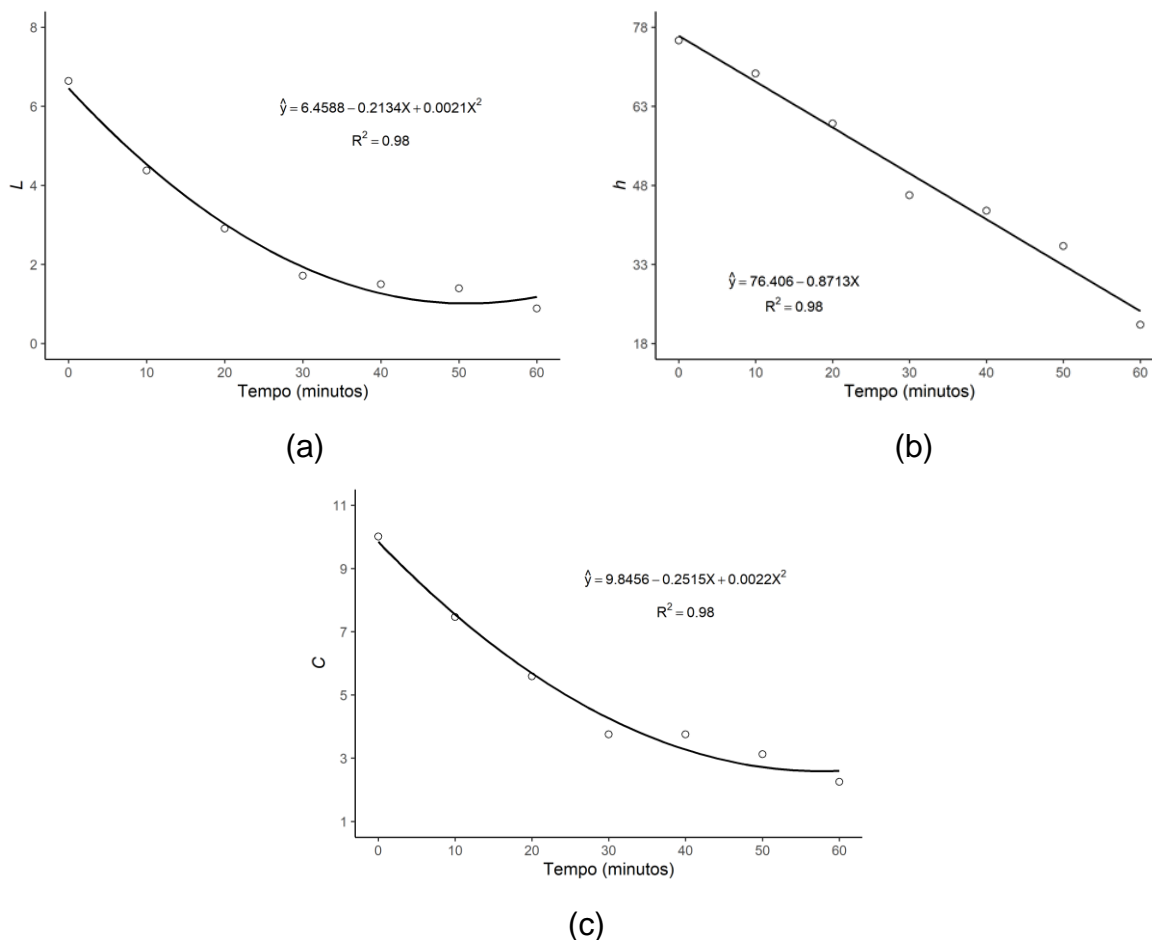 8
6
4
2
0
L
ŷ = 6.4588 − 0.2134X + 0.0021X²
R² = 0.98
0 10 20 30 40 50 60
Tempo (minutos)
(a)
78
63
48
33
18
h
ŷ = 76.406 − 0.8713X
R² = 0.98
0 10 20 30 40 50 60
Tempo (minutos)
(b)
11
9
7
5
3
1
C
ŷ = 9.8456 − 0.2515X + 0.0022X²
R² = 0.98
0 10 20 30 40 50 60
Tempo (minutos)
(c)